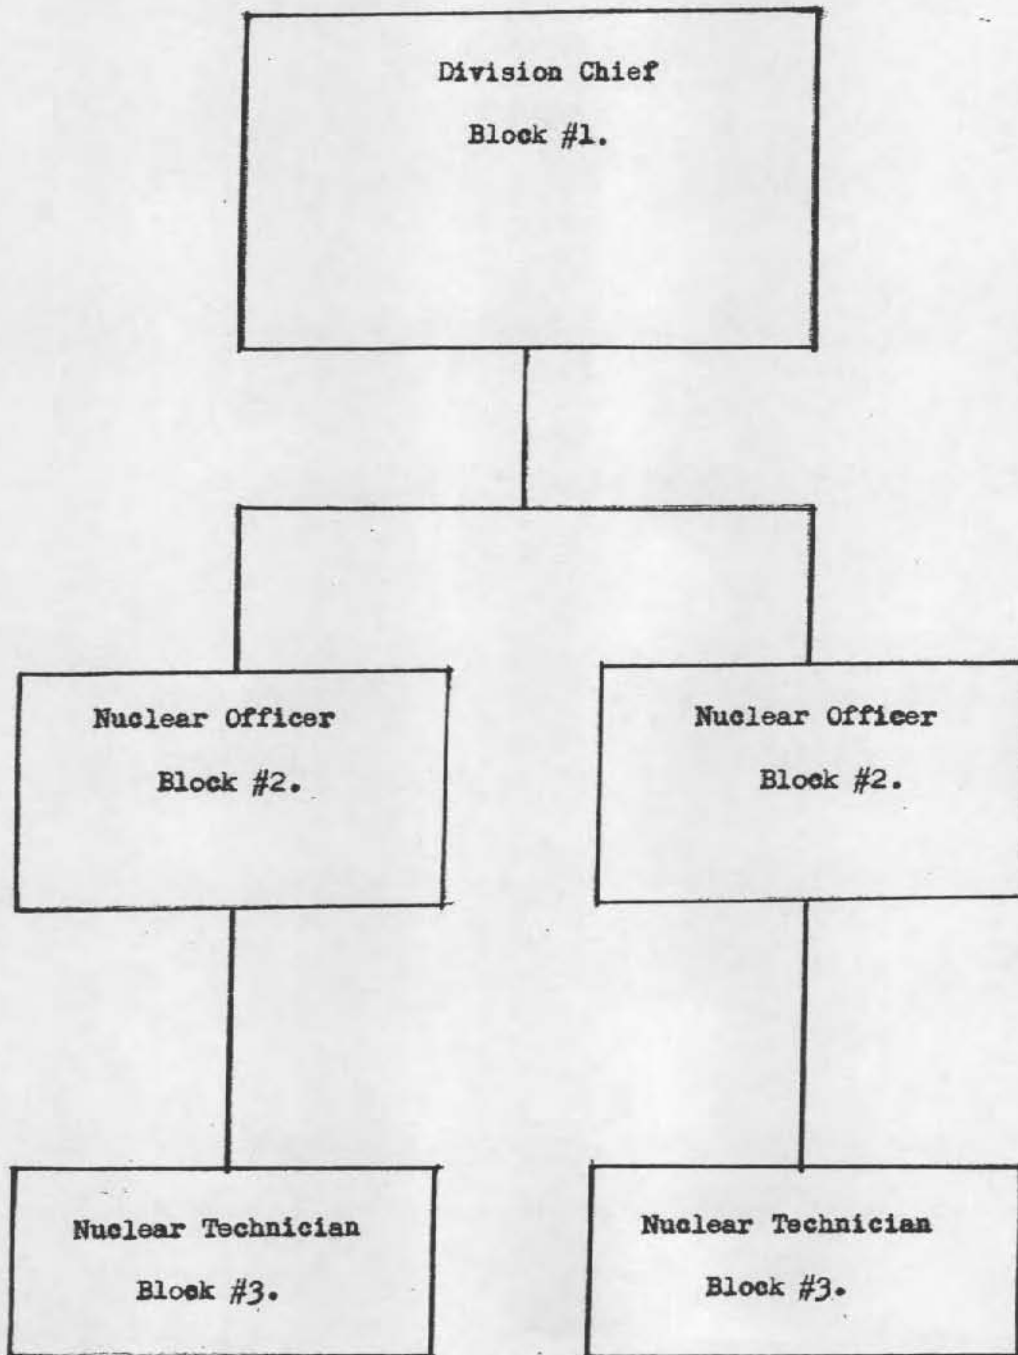 Division Chief
Block #1.
Nuclear Officer
Block #2.
Nuclear Officer
Block #2.
Nuclear Technician
Block #3.
Nuclear Technician
Block #3.